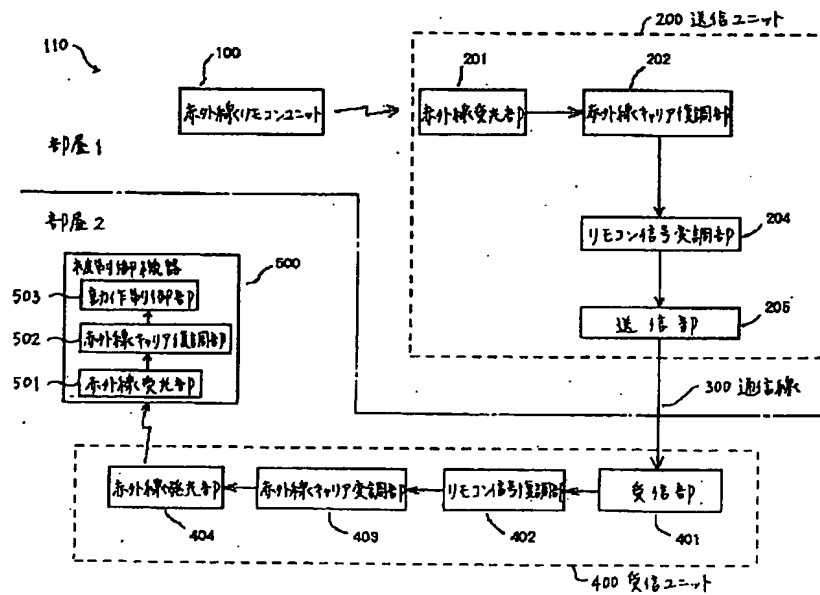 200 送信ユニット
110
100
赤外線リモコンユニット
201
赤外線受光部
202
赤外線キャリア復調部
部屋1
部屋2
リモコン信号変調部
204
送信部
205
500
被制御機器
503
動作制御部
502
赤外線キャリア復調部
501
赤外線受光部
300 通信線
赤外線発光部
404
赤外線キャリア変調部
403
リモコン信号復調部
402
受信部
401
400 受信ユニット